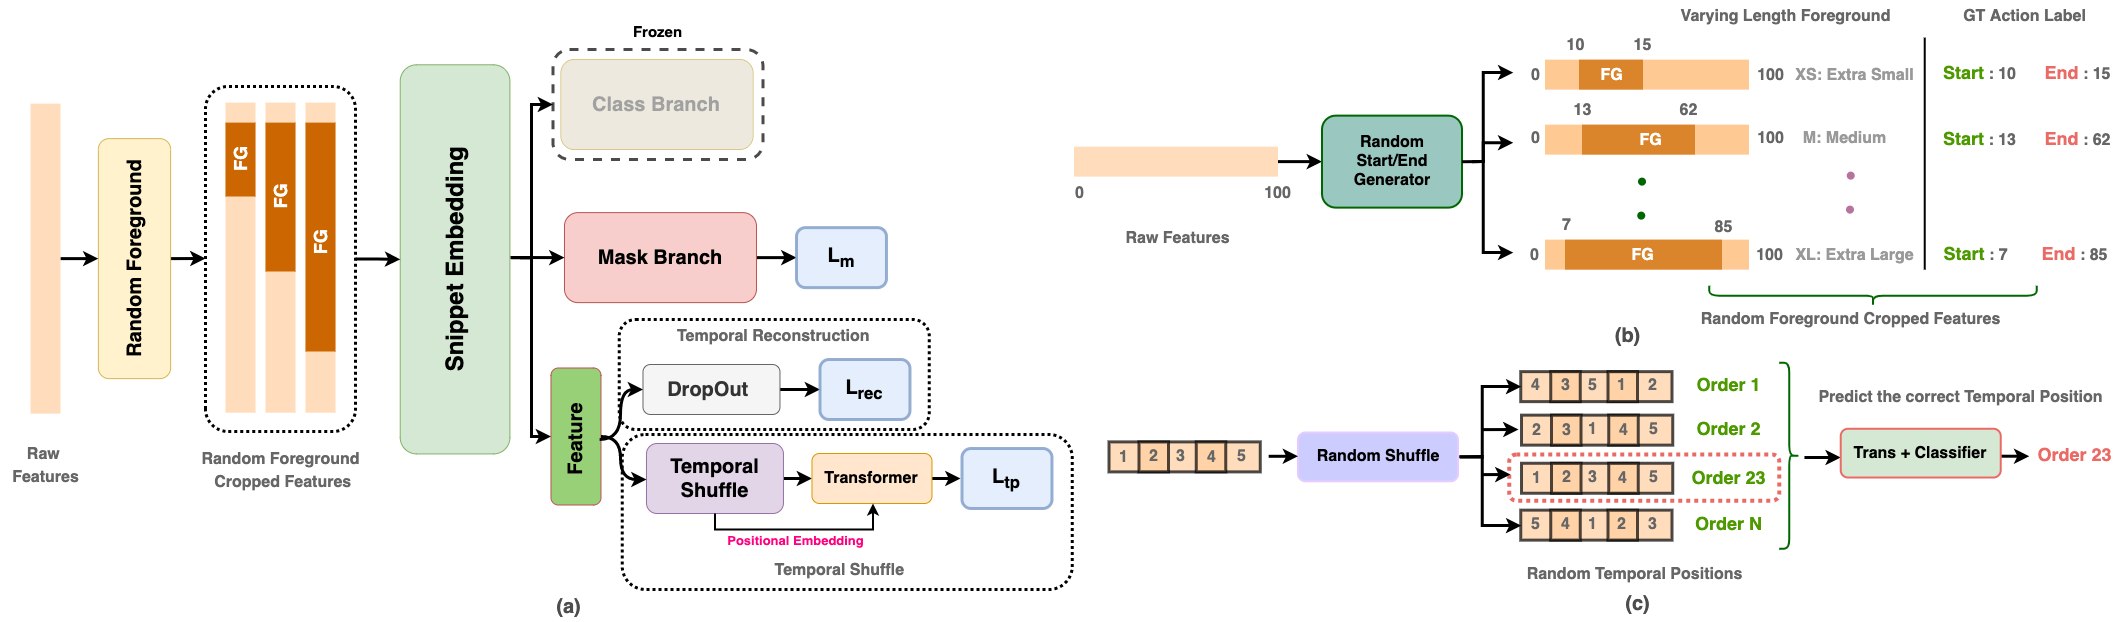 Frozen
Class Branch
FG
FG
FG
Random Foreground
Snippet Embedding
Mask Branch
Lm
Temporal Reconstruction
DropOut
Lrec
Feature
Temporal
Shuffle
Transformer
Ltp
Positional Embedding
Temporal Shuffle
Raw
Features
Random Foreground
Cropped Features
(a)
Varying Length Foreground
GT Action Label
10 15
0 FG 100 XS: Extra Small Start : 10 End : 15
13 62
0 FG 100 M: Medium Start : 13 End : 62
7 85
0 FG 100 XL: Extra Large Start : 7 End : 85
Random
Start/End
Generator
0 100
Raw Features
Random Foreground Cropped Features
(b)
1 2 3 4 5
Random Shuffle
4 3 5 1 2 Order 1
2 3 1 4 5 Order 2
1 2 3 4 5 Order 23
5 4 1 2 3 Order N
Random Temporal Positions
Predict the correct Temporal Position
Trans + Classifier
Order 23
(c)